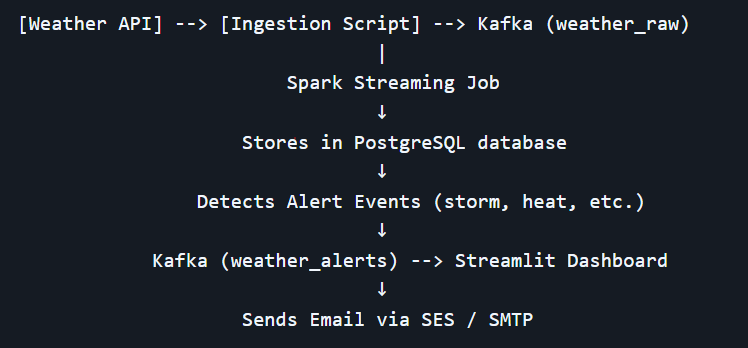 [Weather API] --> [Ingestion Script] --> Kafka (weather_raw)
|
Spark Streaming Job
↓
Stores in PostgreSQL database
↓
Detects Alert Events (storm, heat, etc.)
↓
Kafka (weather_alerts) --> Streamlit Dashboard
↓
Sends Email via SES / SMTP